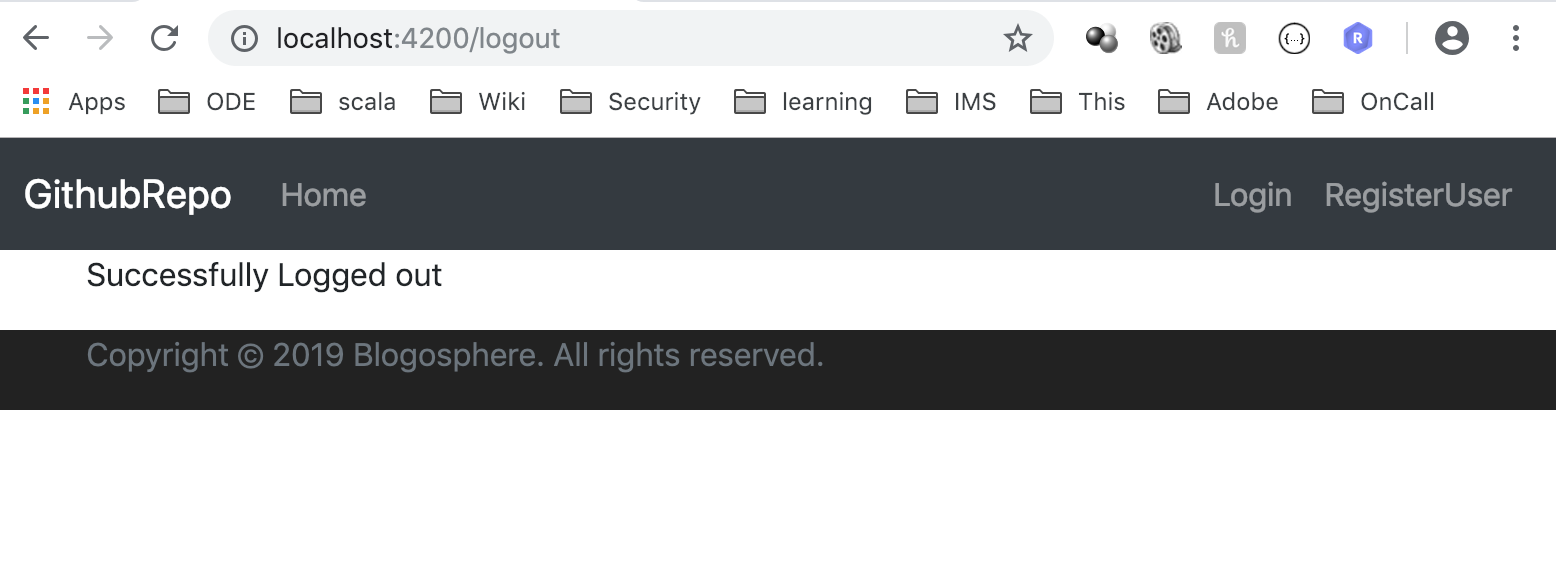 localhost:4200/logout
{...} R
Apps ODE scala Wiki Security learning IMS This Adobe OnCall
GithubRepo Home Login RegisterUser
Successfully Logged out
Copyright © 2019 Blogosphere. All rights reserved.